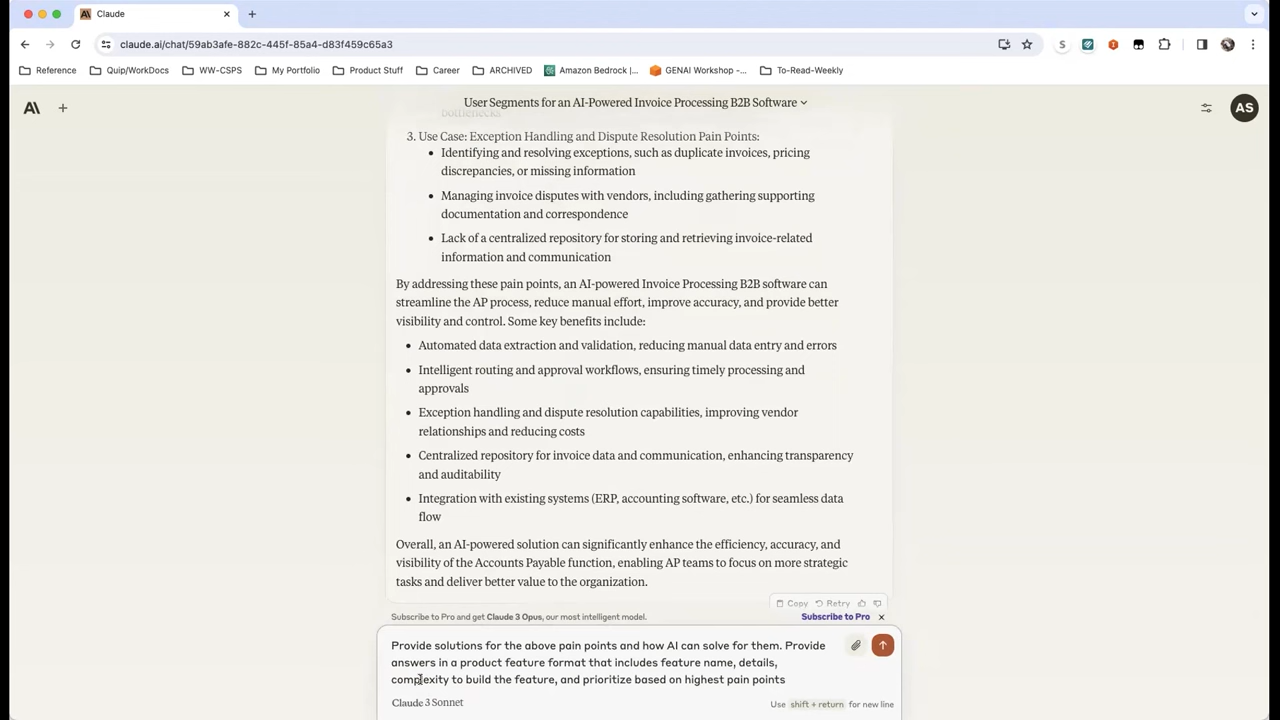 Claude
claude.ai/chat/59ab3afe-882c-445f-85a4-d83f459c65a3
Reference
Quip/WorkDocs
WW-CSPS
My Portfolio
Product Stuff
Career
ARCHIVED
Amazon Bedrock |...
GENAI Workshop -...
To-Read-Weekly
User Segments for an AI-Powered Invoice Processing B2B Software
AS
bottlenecks
3. Use Case: Exception Handling and Dispute Resolution Pain Points:
• Identifying and resolving exceptions, such as duplicate invoices, pricing
discrepancies, or missing information
• Managing invoice disputes with vendors, including gathering supporting
documentation and correspondence
• Lack of a centralized repository for storing and retrieving invoice-related
information and communication
By addressing these pain points, an AI-powered Invoice Processing B2B software can
streamline the AP process, reduce manual effort, improve accuracy, and provide better
visibility and control. Some key benefits include:
• Automated data extraction and validation, reducing manual data entry and errors
• Intelligent routing and approval workflows, ensuring timely processing and
approvals
• Exception handling and dispute resolution capabilities, improving vendor
relationships and reducing costs
• Centralized repository for invoice data and communication, enhancing transparency
and auditability
• Integration with existing systems (ERP, accounting software, etc.) for seamless data
flow
Overall, an AI-powered solution can significantly enhance the efficiency, accuracy, and
visibility of the Accounts Payable function, enabling AP teams to focus on more strategic
tasks and deliver better value to the organization.
Copy Retry
Subscribe to Pro and get Claude 3 Opus, our most intelligent model.
Subscribe to Pro
Provide solutions for the above pain points and how AI can solve for them. Provide
answers in a product feature format that includes feature name, details,
complexity to build the feature, and prioritize based on highest pain points
Claude 3 Sonnet
Use shift + return for new line